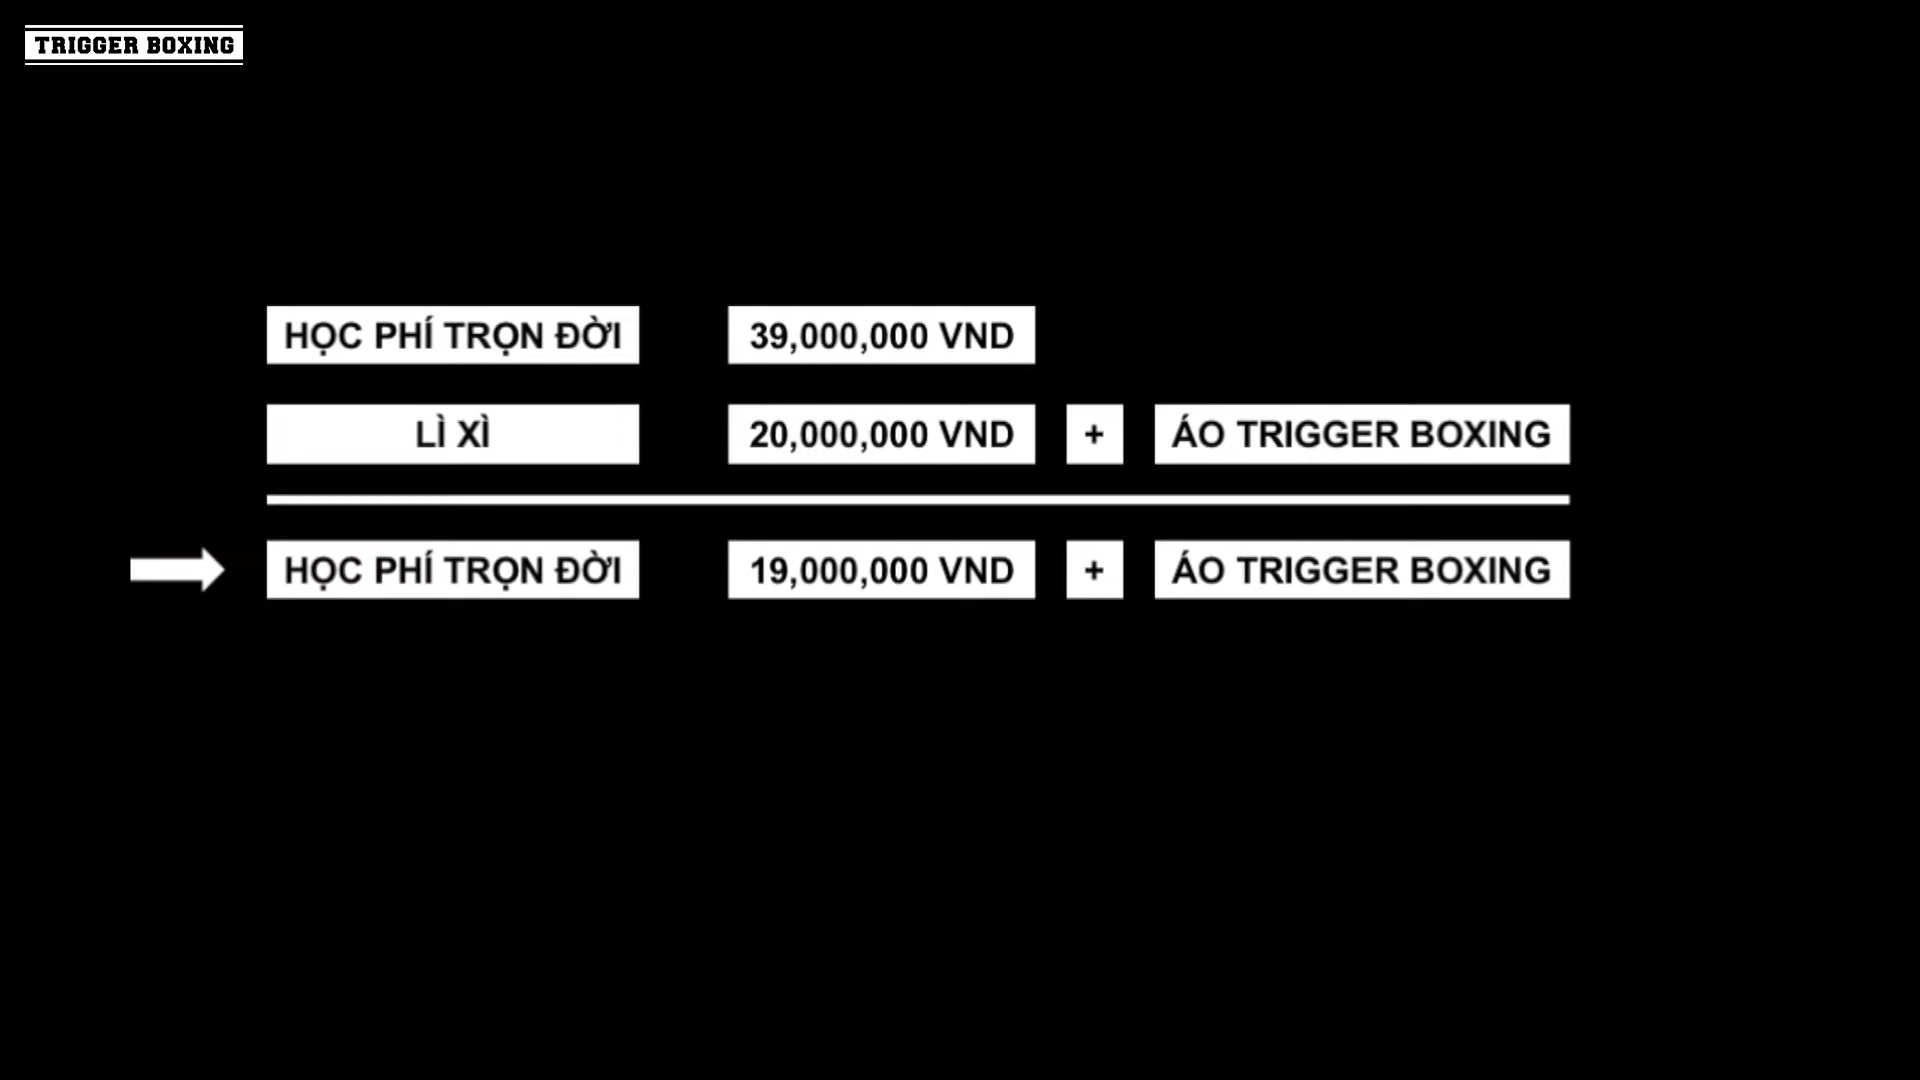 TRIGGER BOXING
HỌC PHÍ TRỌN ĐỜI 39,000,000 VND
LÌ XÌ 20,000,000 VND + ÁO TRIGGER BOXING
HỌC PHÍ TRỌN ĐỜI 19,000,000 VND + ÁO TRIGGER BOXING